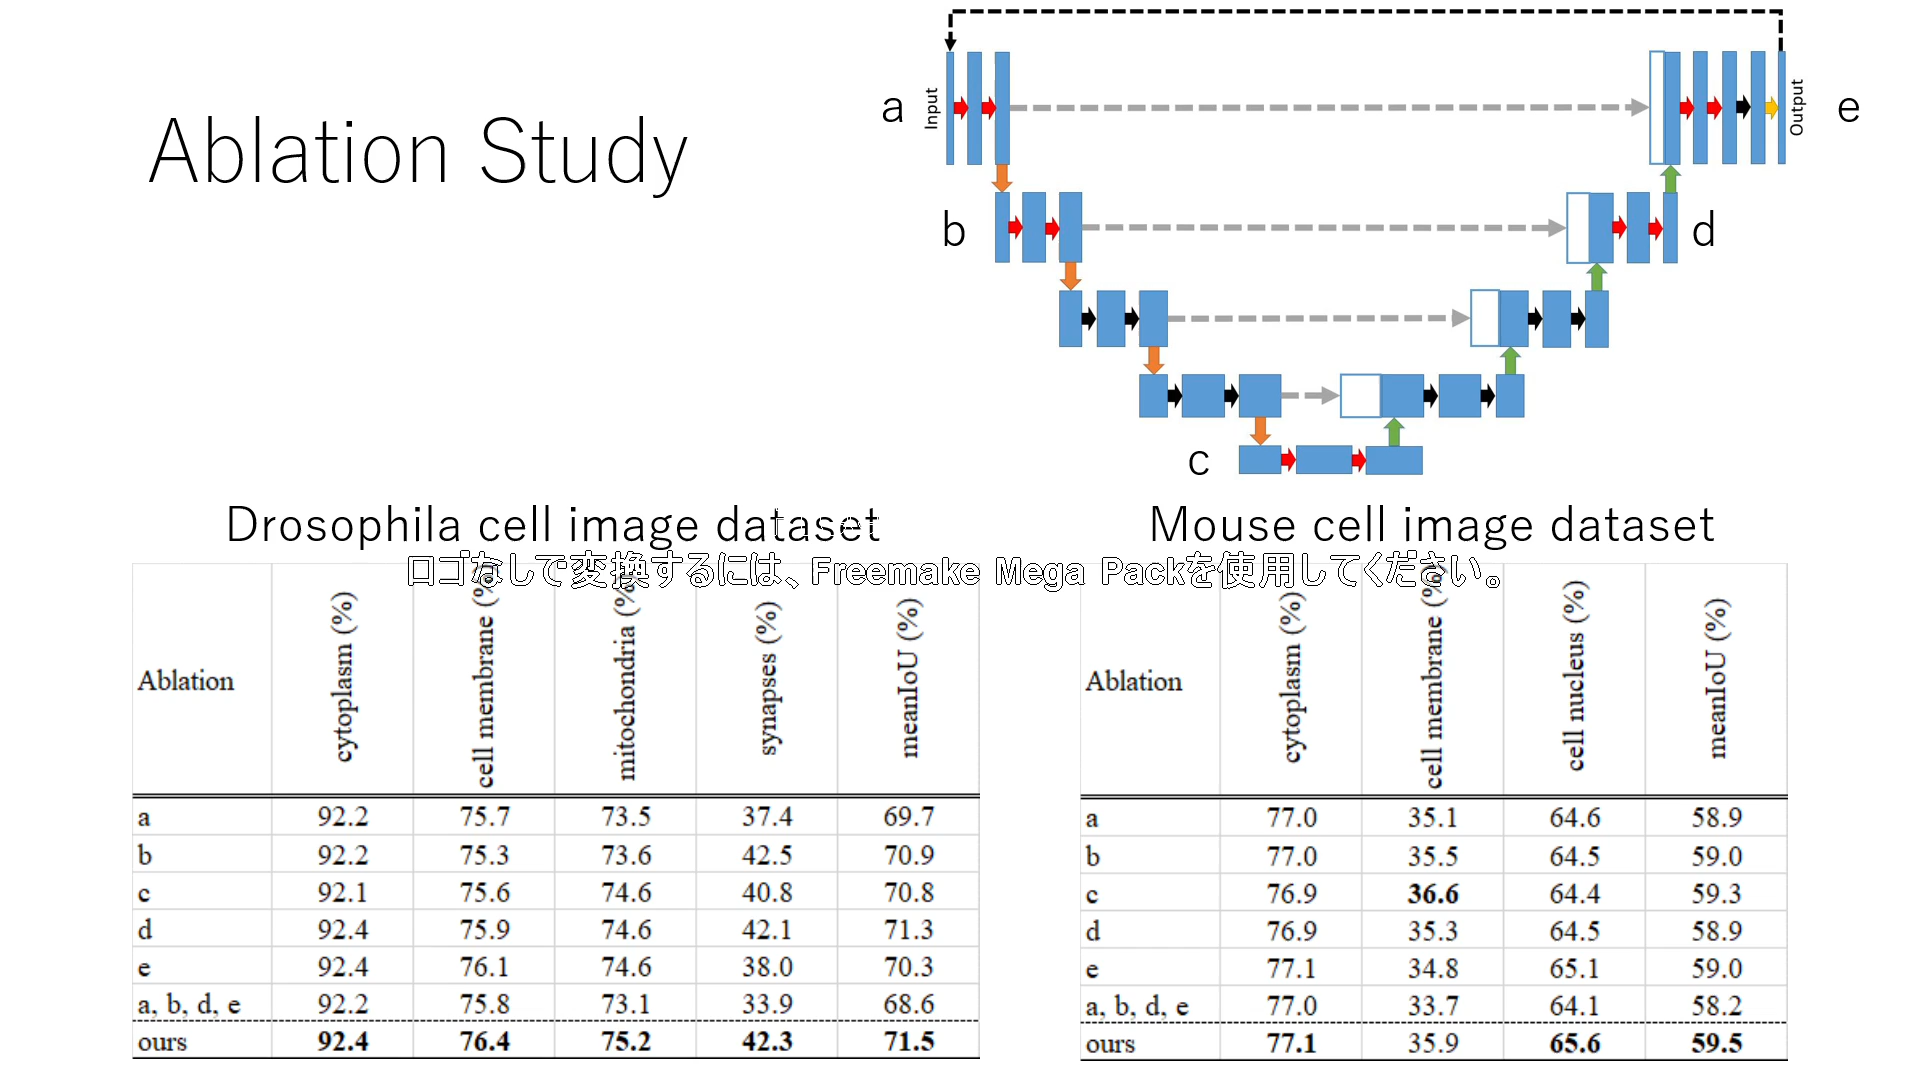 Ablation Study
a
Input
Output
e
b
d
c
Drosophila cell image dataset
Mouse cell image dataset
ロゴなしで変換するには、Freemake Mega Packを使用してください。
Ablation cytoplasm (%) cell membrane (%) mitochondria (%) synapses (%) meanIoU (%)
a 92.2 75.7 73.5 37.4 69.7
b 92.2 75.3 73.6 42.5 70.9
c 92.1 75.6 74.6 40.8 70.8
d 92.4 75.9 74.6 42.1 71.3
e 92.4 76.1 74.6 38.0 70.3
a, b, d, e 92.2 75.8 73.1 33.9 68.6
ours 92.4 76.4 75.2 42.3 71.5
Ablation cytoplasm (%) cell membrane (%) cell nucleus (%) meanIoU (%)
a 77.0 35.1 64.6 58.9
b 77.0 35.5 64.5 59.0
c 76.9 36.6 64.4 59.3
d 76.9 35.3 64.5 58.9
e 77.1 34.8 65.1 59.0
a, b, d, e 77.0 33.7 64.1 58.2
ours 77.1 35.9 65.6 59.5